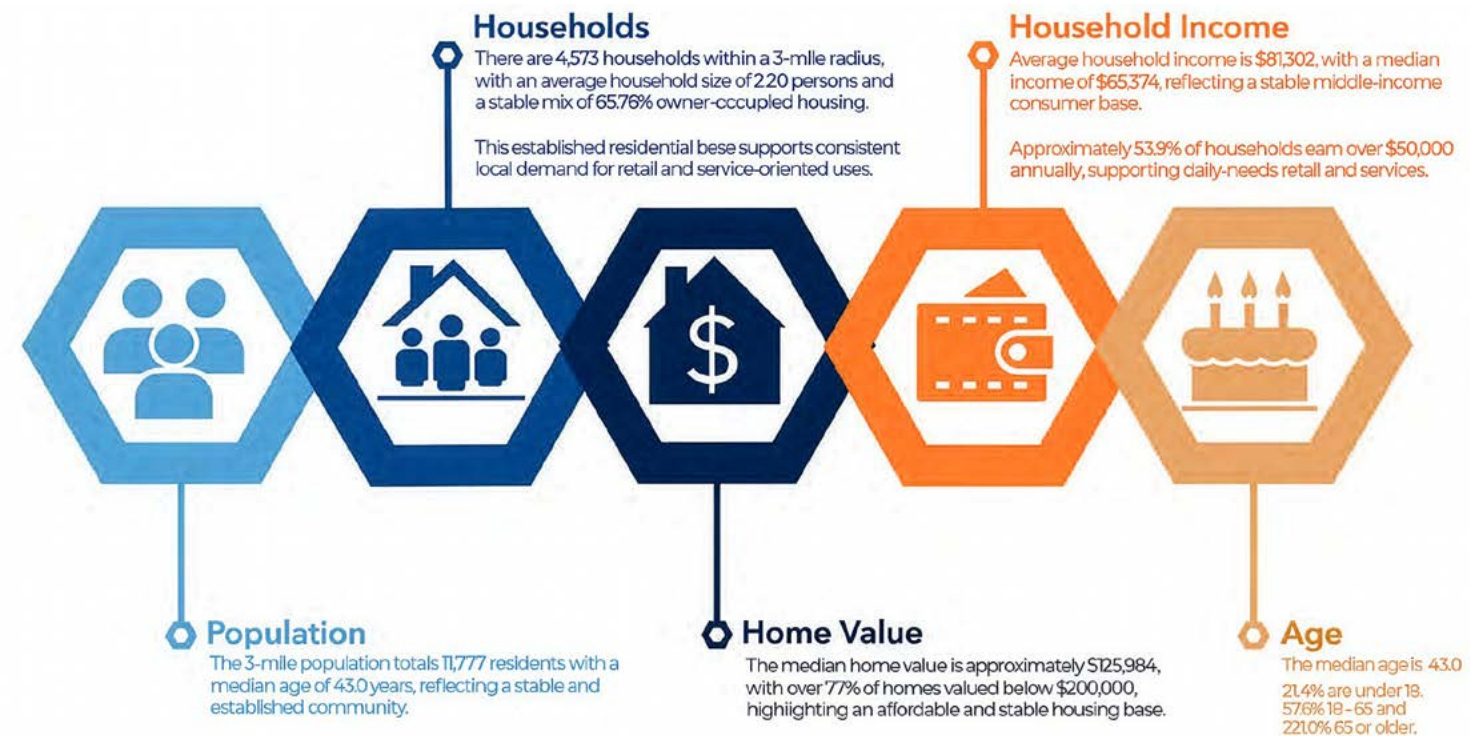 Households
There are 4,573 households within a 3-mlle radius,
with an average household size of 2.20 persons and
a stable mix of 65.76% owner-cccupied housing.
This established residential bese supports consistent
local demand for retail and service-oriented uses.
Household Income
Average household income is $81,302, with a median
income of $65,374, reflecting a stable middle-income
consumer base.
Approximately 53.9% of households eam over $50,000
annually, supporting daily-needs retail and services.
$
Population
The 3-mile population totals 11,777 residents with a
median age of 43.0 years, reflecting a stable and
established community.
Home Value
The median home value is approximately $125,984,
with over 77% of homes valued below $200,000,
highiighting an affordable and stable housing base.
Age
The median age is 43.0
21.4% are under 18.
57.6% 18-65 and
221.0% 65 or older.